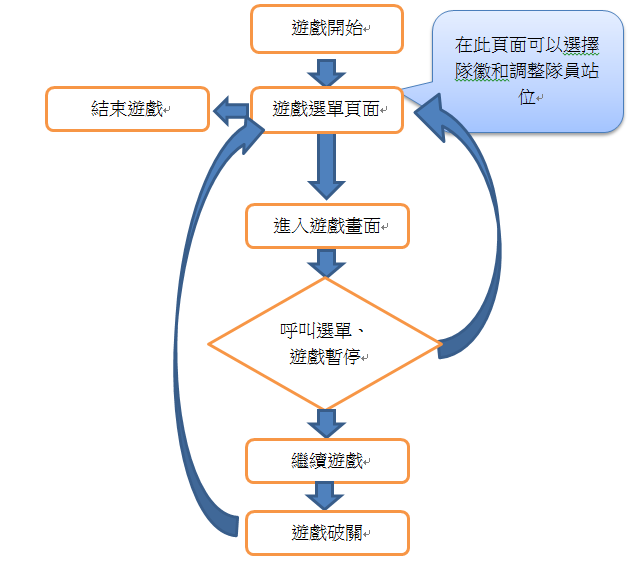 遊戲開始
在此頁面可以選擇
隊徽和調整隊員站
位
結束遊戲
遊戲選單頁面
進入遊戲畫面
呼叫選單、
遊戲暫停
繼續遊戲
遊戲破關